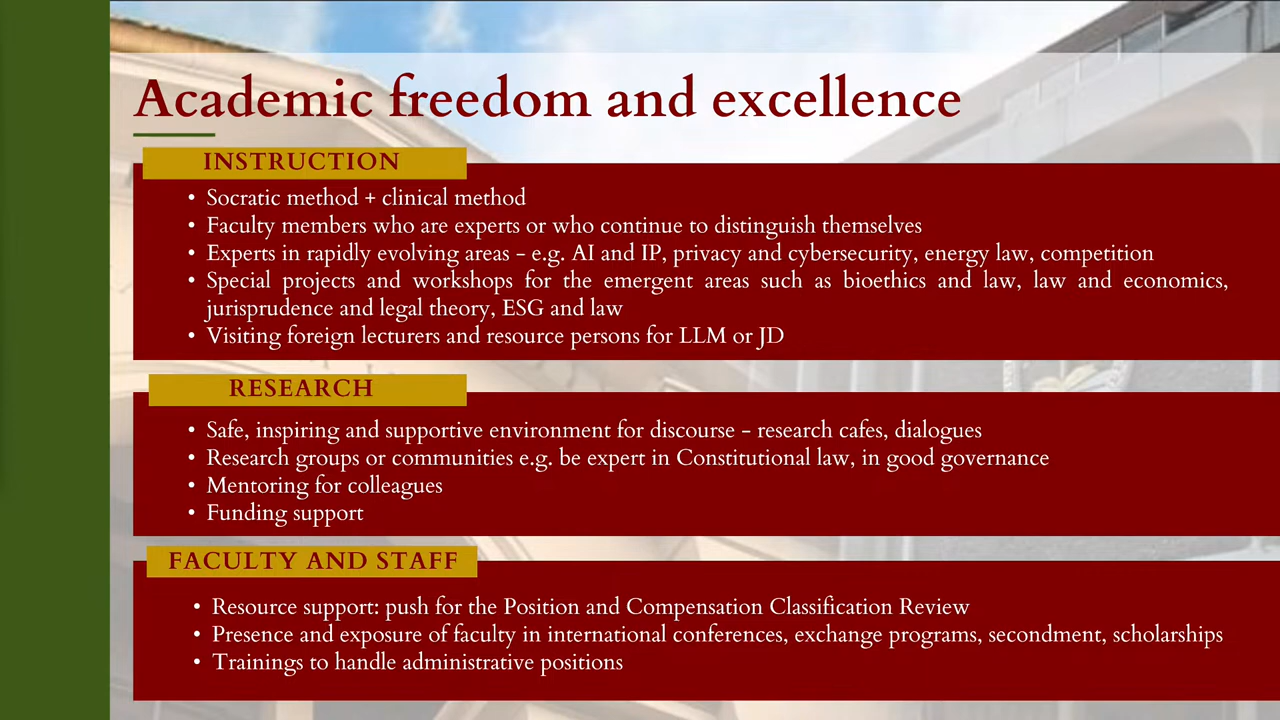 Academic freedom and excellence
INSTRUCTION
• Socratic method + clinical method
• Faculty members who are experts or who continue to distinguish themselves
• Experts in rapidly evolving areas - e.g. AI and IP, privacy and cybersecurity, energy law, competition
• Special projects and workshops for the emergent areas such as bioethics and law, law and economics,
jurisprudence and legal theory, ESG and law
• Visiting foreign lecturers and resource persons for LLM or JD
RESEARCH
• Safe, inspiring and supportive environment for discourse - research cafes, dialogues
• Research groups or communities e.g. be expert in Constitutional law, in good governance
• Mentoring for colleagues
• Funding support
FACULTY AND STAFF
• Resource support: push for the Position and Compensation Classification Review
• Presence and exposure of faculty in international conferences, exchange programs, secondment, scholarships
• Trainings to handle administrative positions